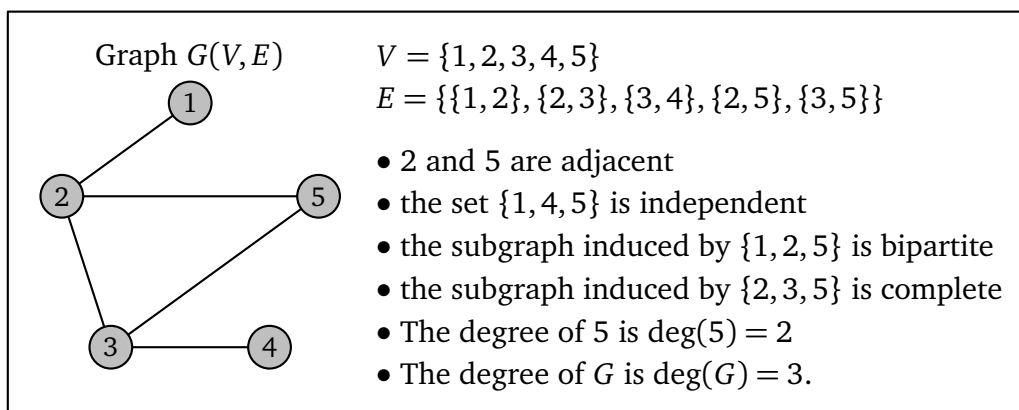 Graph G(V, E)
1
2
5
3
4
V = {1, 2, 3, 4, 5}
E = {{1, 2}, {2, 3}, {3, 4}, {2, 5}, {3, 5}}
• 2 and 5 are adjacent
• the set {1, 4, 5} is independent
• the subgraph induced by {1, 2, 5} is bipartite
• the subgraph induced by {2, 3, 5} is complete
• The degree of 5 is deg(5) = 2
• The degree of G is deg(G) = 3.